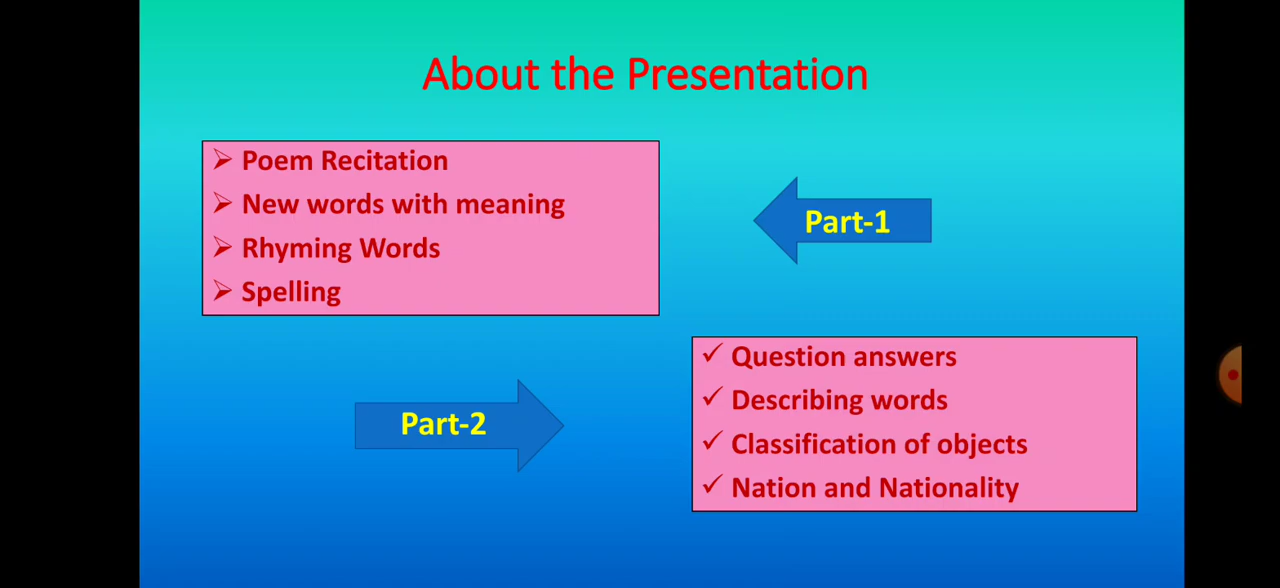 About the Presentation
Poem Recitation
New words with meaning
Rhyming Words
Spelling
Part-1
Part-2
Question answers
Describing words
Classification of objects
Nation and Nationality